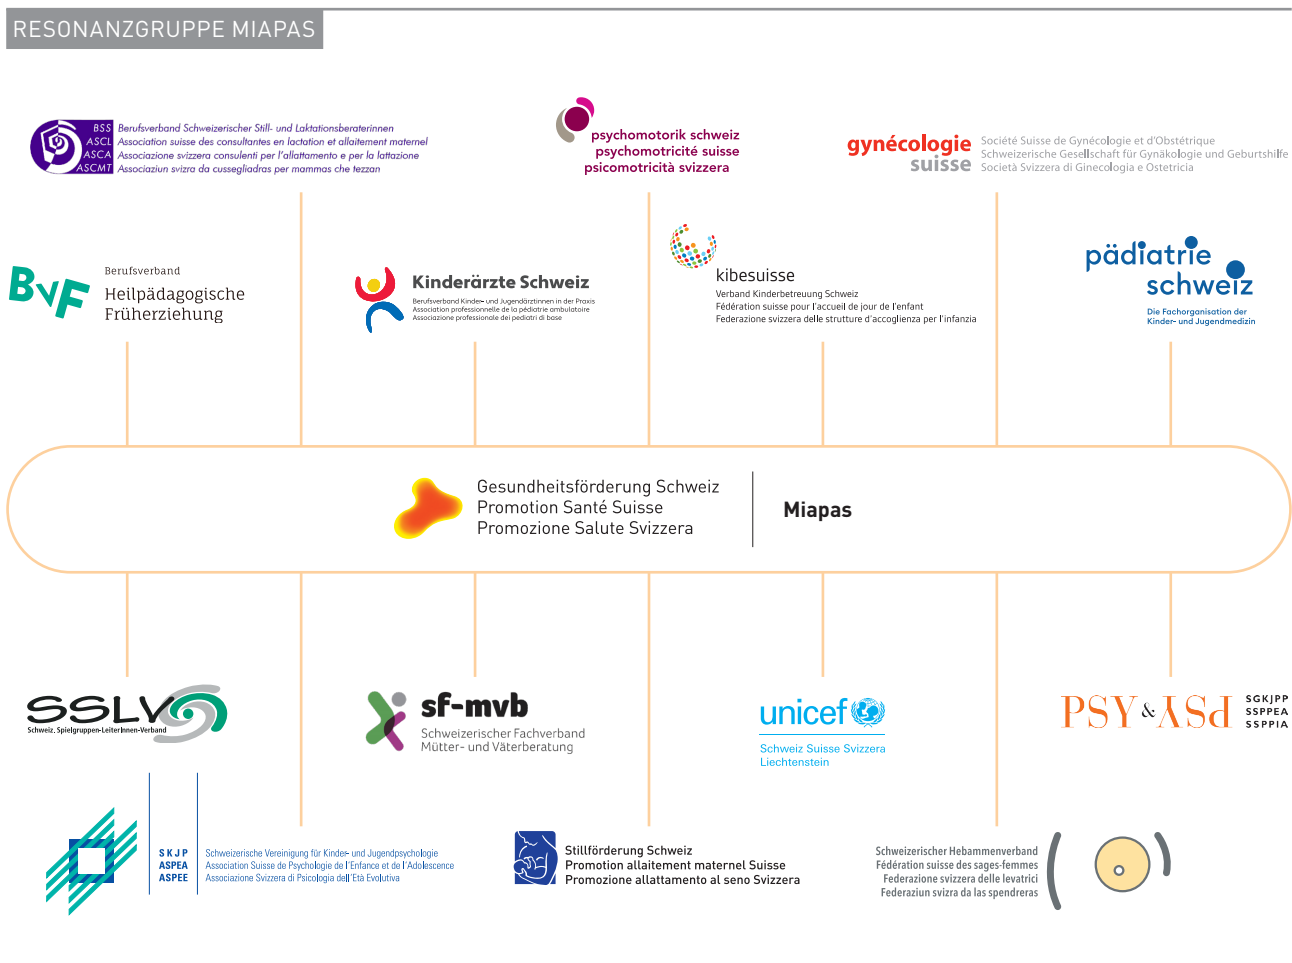 RESONANZGRUPPE MIAPAS
BSS
ASCL
ASCA
ASCMT
Berufsverband Schweizerischer Still- und Laktationsberaterinnen
Association suisse des consultantes en lactation et allaitement maternel
Associazione svizzera consulenti per l'allattamento e per la lattazione
Associaziun svizra da cussegliadras per mammas che tezzan
psychomotorik schweiz
psychomotricité suisse
psicomotricità svizzera
gynécologie
suisse
Société Suisse de Gynécologie et d'Obstétrique
Schweizerische Gesellschaft für Gynäkologie und Geburtshilfe
Società Svizzera di Ginecologia e Ostetricia
BVF
Berufsverband
Heilpädagogische
Früherziehung
Kinderärzte Schweiz
Berufsverband Kinder- und Jugendärztinnen in der Praxis
Association professionnelle de la pédiatrie ambulatoire
Associazione professionale dei pediatri di base
kibesuisse
Verband Kinderbetreuung Schweiz
Fédération suisse pour l'accueil de jour de l'enfant
Federazione svizzera delle strutture d'accoglienza per l'infanzia
pädiatrie
schweiz
Die Fachorganisation der
Kinder- und Jugendmedizin
Gesundheitsförderung Schweiz
Promotion Santé Suisse
Promozione Salute Svizzera
Miapas
SSLV
Schweiz. Spielgruppen-LeiterInnen-Verband
sf-mvb
Schweizerischer Fachverband
Mütter- und Väterberatung
unicef
Schweiz Suisse Svizzera
Liechtenstein
PSY & PSY
SGKJPP
SSPPEA
SSPPIA
SKJP
ASPEA
ASPEE
Schweizerische Vereinigung für Kinder- und Jugendpsychologie
Association Suisse de Psychologie de l'Enfance et de l'Adolescence
Associazione Svizzera di Psicologia dell'Età Evolutiva
Stillförderung Schweiz
Promotion allaitement maternel Suisse
Promozione allattamento al seno Svizzera
Schweizerischer Hebammenverband
Fédération suisse des sages-femmes
Federazione svizzera delle levatrici
Federaziun svizra da las spendreras